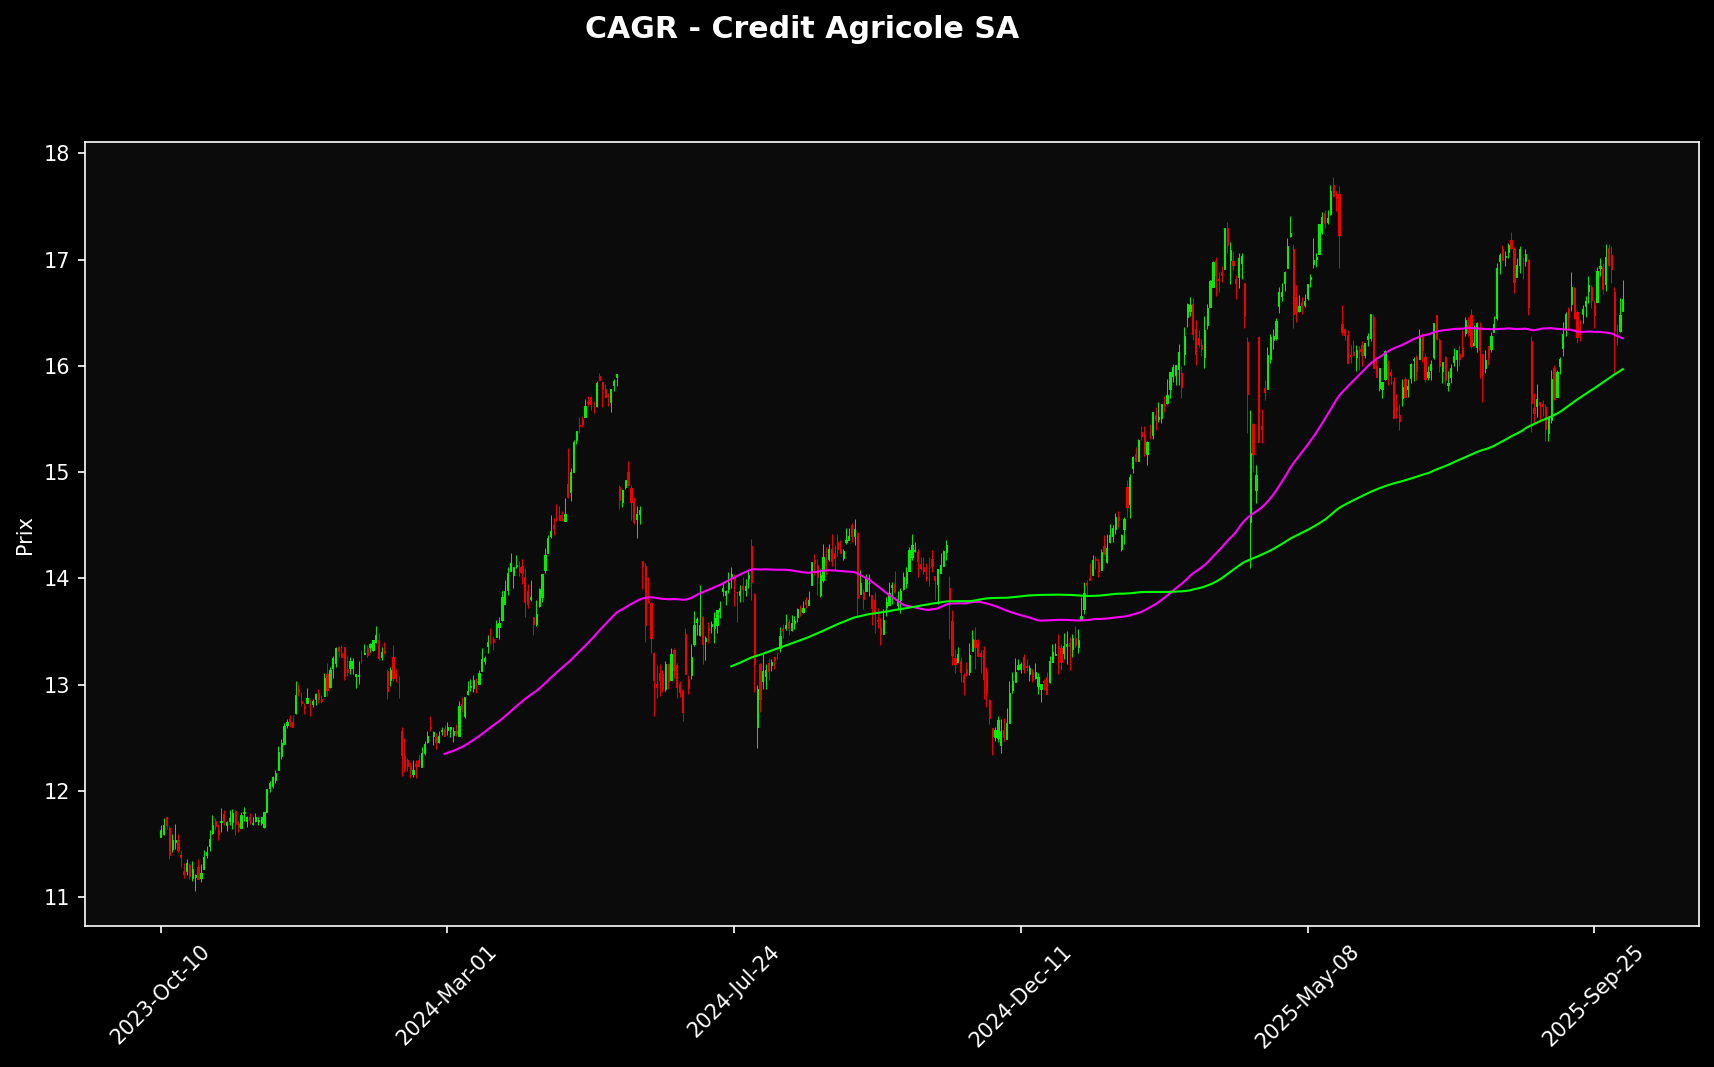 CAGR - Credit Agricole SA
Prix
18
17
16
15
14
13
12
11
2023-Oct-10
2024-Mar-01
2024-Jul-24
2024-Dec-11
2025-May-08
2025-Sep-25